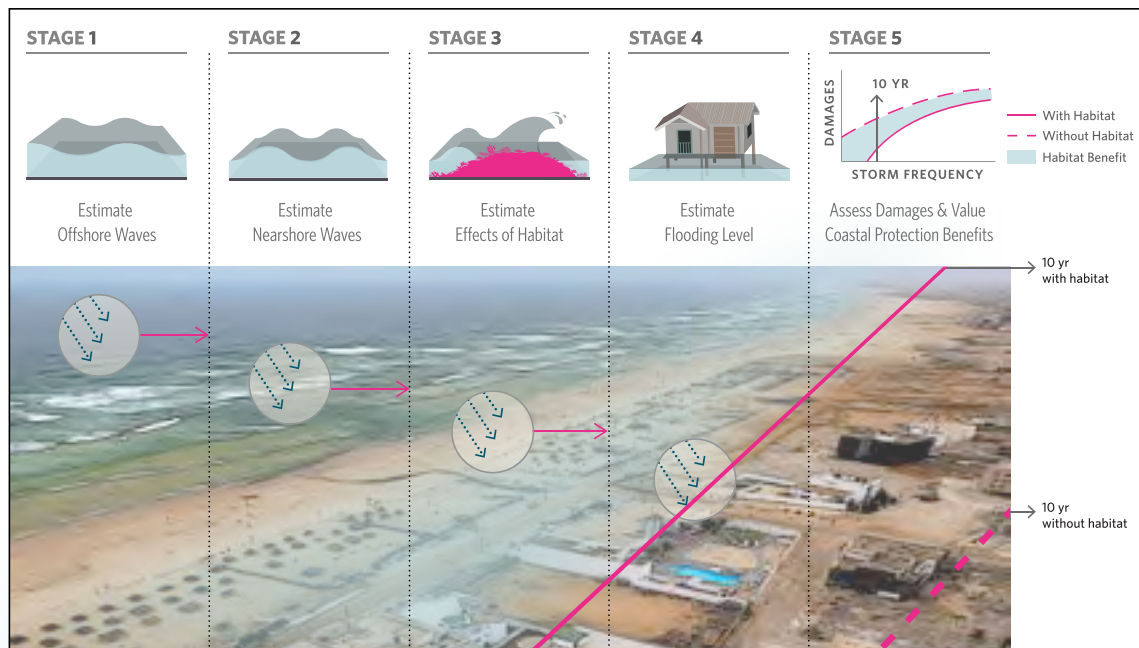 STAGE 1
STAGE 2
STAGE 3
STAGE 4
STAGE 5
DAMAGES
10 YR
STORM FREQUENCY
With Habitat
Without Habitat
Habitat Benefit
Estimate
Offshore Waves
Estimate
Nearshore Waves
Estimate
Effects of Habitat
Estimate
Flooding Level
Assess Damages & Value
Coastal Protection Benefits
10 yr
with habitat
10 yr
without habitat